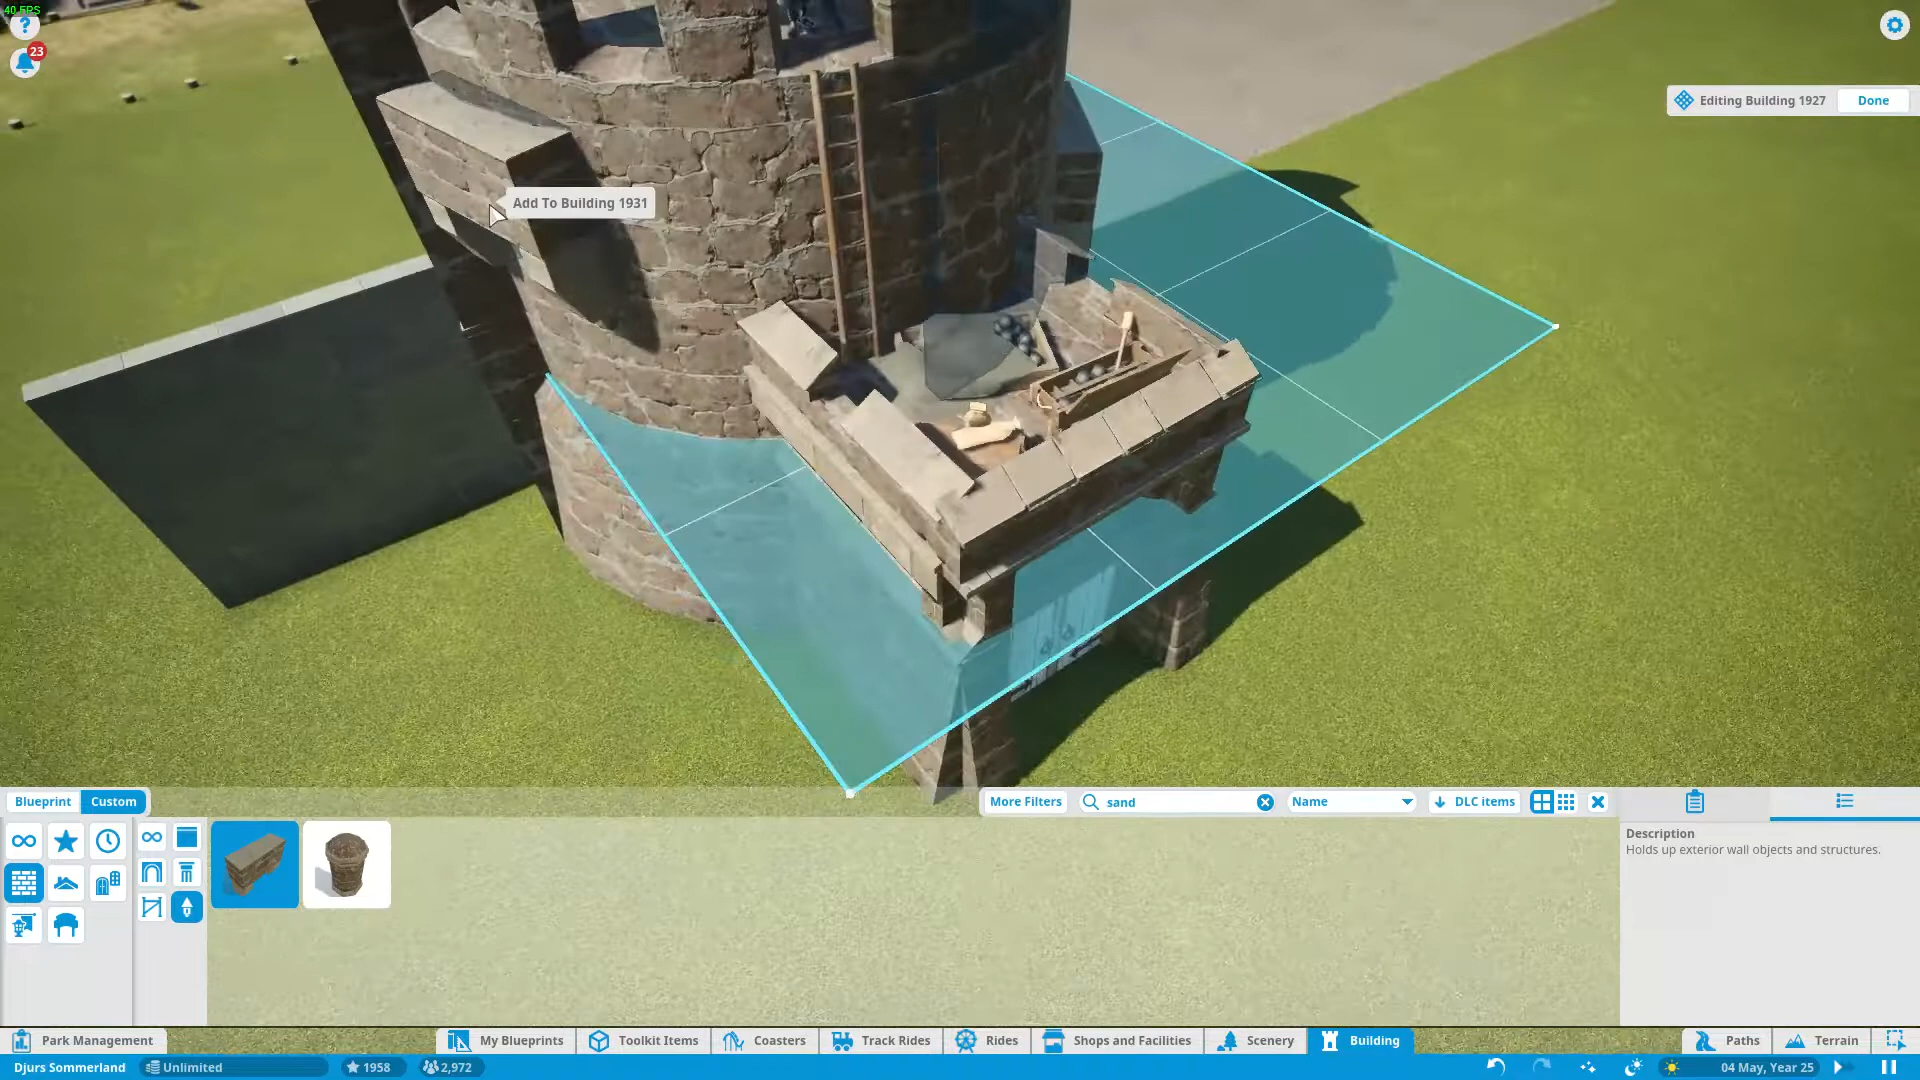 40 FPS
?
23
Editing Building 1927
Done
Add To Building 1931
Blueprint
Custom
More Filters
sand
Name
DLC items
Description
Holds up exterior wall objects and structures.
Park Management
My Blueprints
Toolkit Items
Coasters
Track Rides
Rides
Shops and Facilities
Scenery
Building
Paths
Terrain
Djurs Sommerland
Unlimited
1958
2,972
04 May, Year 25